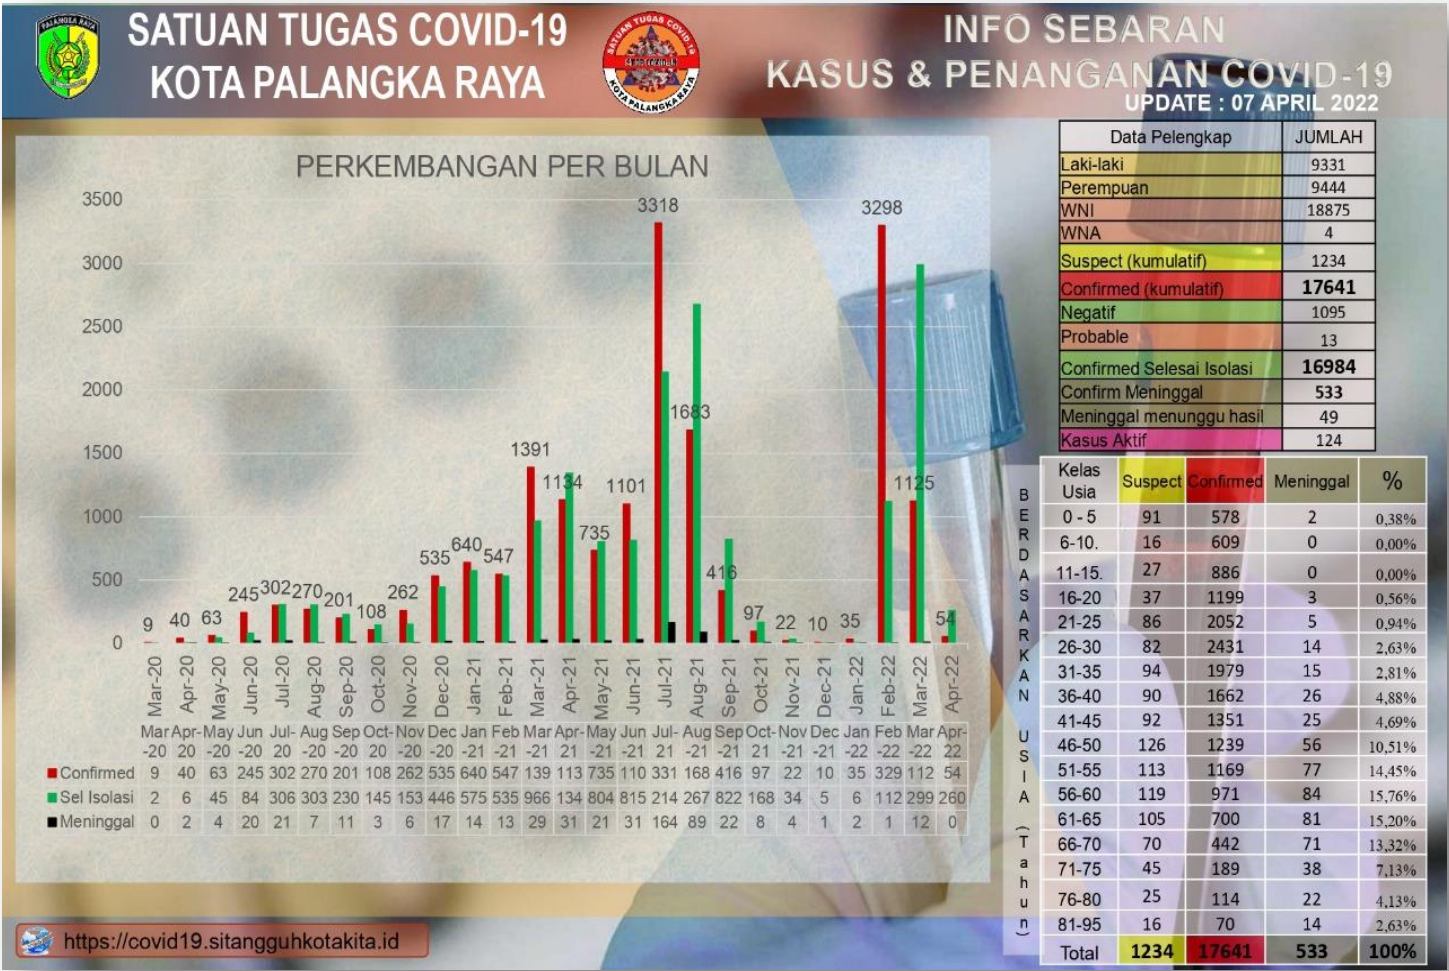 PALANGKA RAYA
SATUAN TUGAS COVID-19
KOTA PALANGKA RAYA
SATUAN TUGAS COVID-19
KOTA PALANGKA RAYA
INFO SEBARAN
KASUS & PENANGANAN COVID-19
UPDATE : 07 APRIL 2022
PERKEMBANGAN PER BULAN
3500
3000
2500
2000
1500
1000
500
0
9 40 63 245 302 270 201 108 262 535 640 547 1391 1134 735 1101 3318 1683 416 97 22 10 35 3298 1125 54
Mar-20 Apr-20 May-20 Jun-20 Jul-20 Aug-20 Sep-20 Oct-20 Nov-20 Dec-20 Jan-21 Feb-21 Mar-21 Apr-21 May-21 Jun-21 Jul-21 Aug-21 Sep-21 Oct-21 Nov-21 Dec-21 Jan-22 Feb-22 Mar-22 Apr-22
Mar Apr- May Jun Jul- Aug Sep Oct- Nov Dec Jan Feb Mar Apr- May Jun Jul- Aug Sep Oct- Nov Dec Jan Feb Mar Apr-
-20 20 -20 -20 20 -20 -20 20 -20 -20 -21 -21 -21 21 -21 -21 21 -21 -21 21 -21 -21 -22 -22 -22 22
Confirmed 9 40 63 245 302 270 201 108 262 535 640 547 139 113 735 110 331 168 416 97 22 10 35 329 112 54
Sel Isolasi 2 6 45 84 306 303 230 145 153 446 575 535 966 134 804 815 214 267 822 168 34 5 6 112 299 260
Meninggal 0 2 4 20 21 7 11 3 6 17 14 13 29 31 21 31 164 89 22 8 4 1 2 1 12 0
https://covid19.sitangguhkotakita.id
Data Pelengkap JUMLAH
Laki-laki 9331
Perempuan 9444
WNI 18875
WNA 4
Suspect (kumulatif) 1234
Confirmed (kumulatif) 17641
Negatif 1095
Probable 13
Confirmed Selesai Isolasi 16984
Confirm Meninggal 533
Meninggal menunggu hasil 49
Kasus Aktif 124
BERDASARKAN USIA (Tahun)
Kelas Usia Suspect Confirmed Meninggal %
0 - 5 91 578 2 0,38%
6-10. 16 609 0 0,00%
11-15. 27 886 0 0,00%
16-20 37 1199 3 0,56%
21-25 86 2052 5 0,94%
26-30 82 2431 14 2,63%
31-35 94 1979 15 2,81%
36-40 90 1662 26 4,88%
41-45 92 1351 25 4,69%
46-50 126 1239 56 10,51%
51-55 113 1169 77 14,45%
56-60 119 971 84 15,76%
61-65 105 700 81 15,20%
66-70 70 442 71 13,32%
71-75 45 189 38 7,13%
76-80 25 114 22 4,13%
81-95 16 70 14 2,63%
Total 1234 17641 533 100%